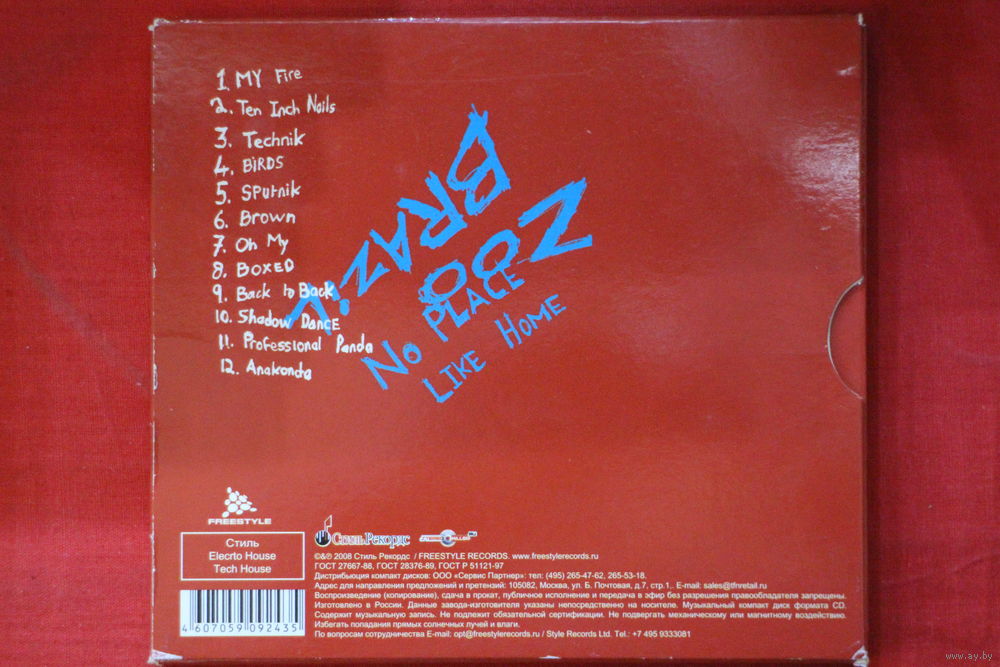 1. MY Fire
2. Ten Inch Nails
3. Technik
4. BiRDS
5. Sputnik
6. Brown
7. Oh My
8. BOXED
9. Back to Back
10. Shadow DANCE
11. Professional Panda
12. Anakonda
ZOO
BRAZIL
NO PLACE
LIKE HOME
FREESTYLE
Стиль
Elecrto House
Tech House
4607059092435
СтильРекордс
©&℗ 2008 Стиль Рекордс / FREESTYLE RECORDS. www.freestylerecords.ru
ГОСТ 27667-88, ГОСТ 28376-89, ГОСТ Р 51121-97
Дистрибьюция компакт дисков: ООО «Сервис Партнер»: тел: (495) 265-47-62, 265-53-18.
Адрес для направления предложений и претензий: 105082, Москва, ул. Б. Почтовая, д.7, стр.1.. E-mail: sales@tfnretail.ru
Воспроизведение (копирование), сдача в прокат, публичное исполнение и передача в эфир без разрешения правообладателя запрещены.
Изготовлено в России. Данные завода-изготовителя указаны непосредственно на носителе. Музыкальный компакт диск формата CD.
Содержит музыкальную запись. Не подлежит обязательной сертификации. Не подвергать механическому или магнитному воздействию.
Избегать попадания прямых солнечных лучей и влаги.
По вопросам сотрудничества E-mail: opt@freestylerecords.ru / Style Records Ltd. Tel.: +7 495 9333081
www.ay.by